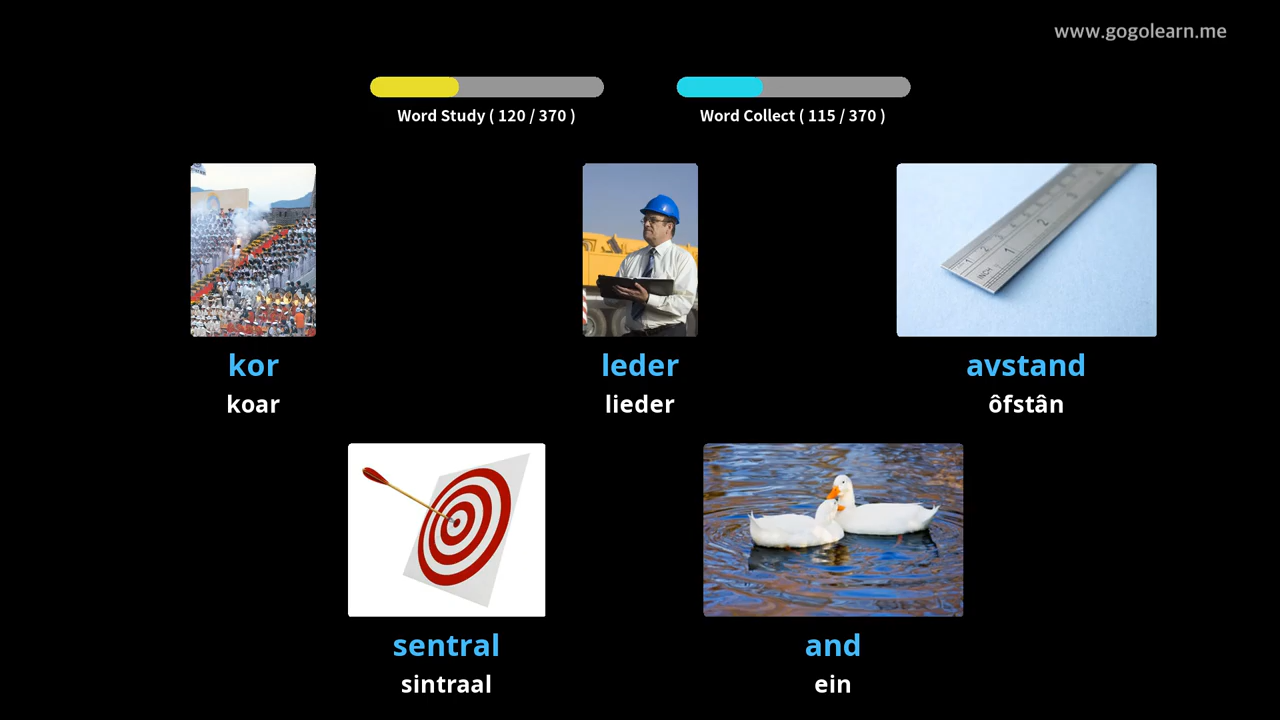 www.gogolearn.me
Word Study ( 120 / 370 )
Word Collect ( 115 / 370 )
kor
koar
leder
lieder
avstand
ôfstân
sentral
sintraal
and
ein